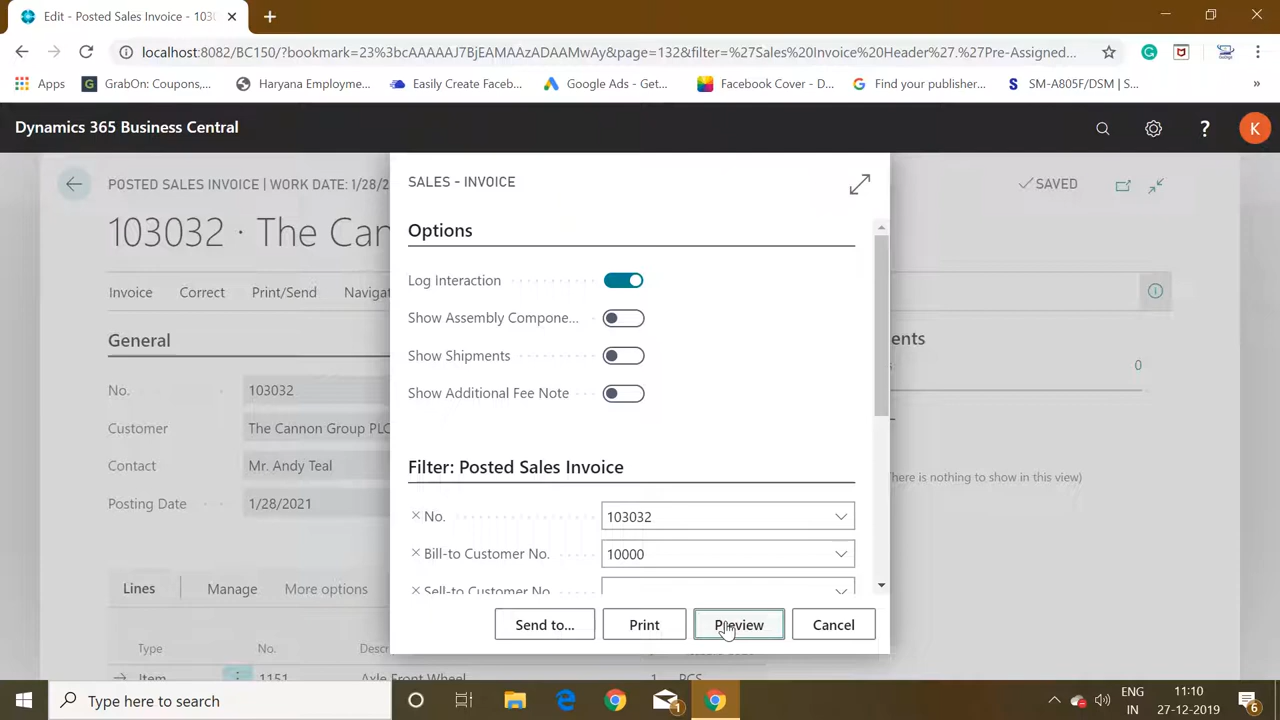 Edit - Posted Sales Invoice - 103
localhost:8082/BC150/?bookmark=23%3bcAAAAAJ7BjEAMAAzADAAMwAy&page=132&filter=%27Sales%20Invoice%20Header%27.%27Pre-Assigned...
Apps GrabOn: Coupons,... Haryana Employme... Easily Create Faceb... Google Ads - Get... Facebook Cover - D... Find your publisher... SM-A805F/DSM | S... »
Dynamics 365 Business Central
? K
POSTED SALES INVOICE | WORK DATE: 1/28/2
SALES - INVOICE
SAVED
103032 · The Can
Options
Invoice Correct Print/Send Navigat
Log Interaction
General
Show Assembly Compone...
ents
Show Shipments
0
No. 103032
Show Additional Fee Note
Customer The Cannon Group PLC
Contact Mr. Andy Teal
Filter: Posted Sales Invoice
here is nothing to show in this view)
Posting Date 1/28/2021
No. 103032
Bill-to Customer No. 10000
Lines Manage More options
Sell-to Customer No.
Send to... Print Preview Cancel
Type No. Descr
Item 1151 Axle Front Wheel 1 PCS
Type here to search
1
ENG
IN
11:10
27-12-2019
6